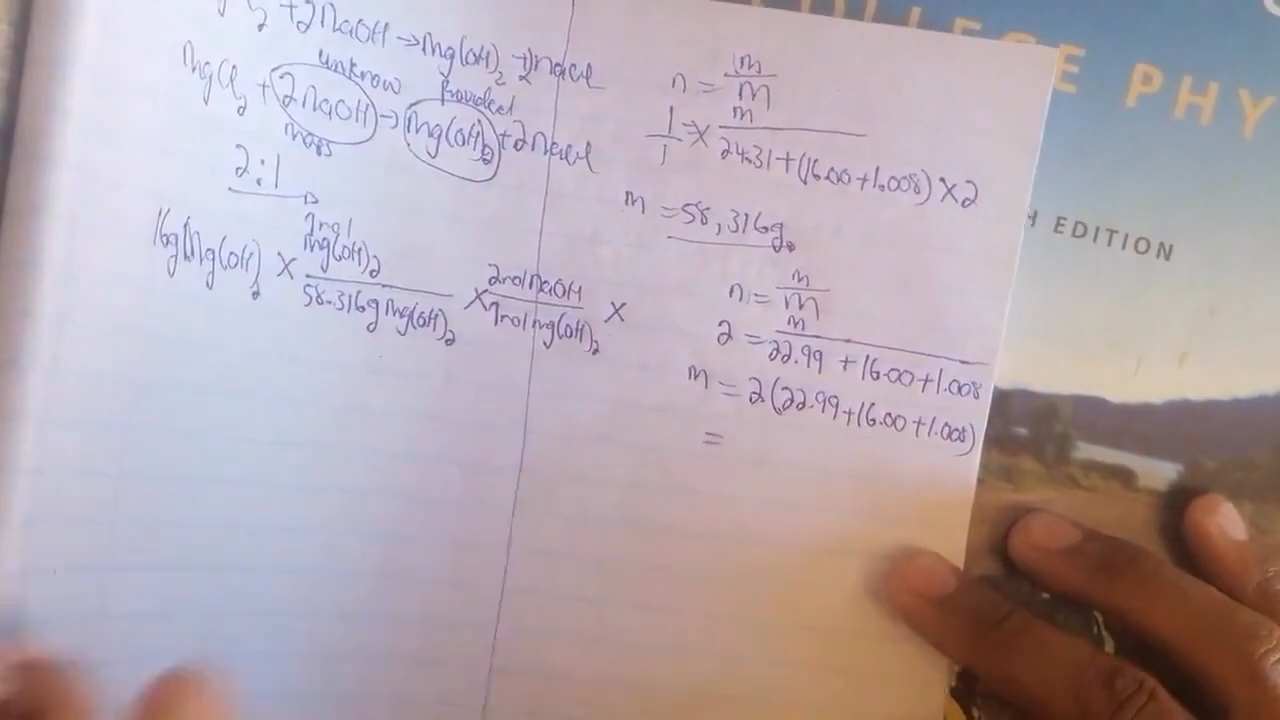 2 + 2NaOH → Mg(OH)2 + 2NaCl
unknow
Provided
MgCl2 + 2NaOH → Mg(OH)2 + 2NaCl
mass
2:1
16g Mg(OH)2 × 1mol Mg(OH)2 / 58.316g Mg(OH)2 × 2mol NaOH / 1mol Mg(OH)2 ×
n = m / M
1 / 1 × m / 24.31 + (16.00 + 1.008) × 2
m = 58,316g.
n = m / M
2 = m / 22.99 + 16.00 + 1.008
m = 2(22.99 + 16.00 + 1.008)
=
E PHY
EDITION